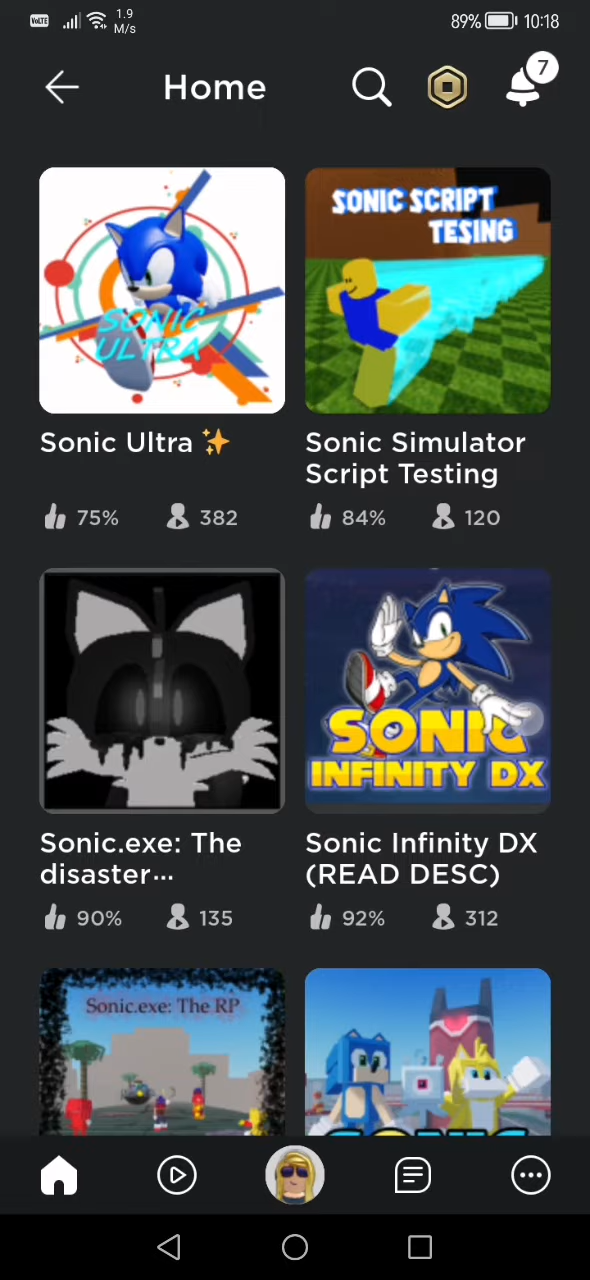 VoLTE
1.9
M/s
89%
10:18
Home
7
SONIC
ULTRA
SONIC SCRIPT
TESING
Sonic Ultra ✨
Sonic Simulator
Script Testing
75%
382
84%
120
SONIC
INFINITY DX
Sonic.exe: The
disaster...
Sonic Infinity DX
(READ DESC)
90%
135
92%
312
Sonic.exe: The RP
SONIC